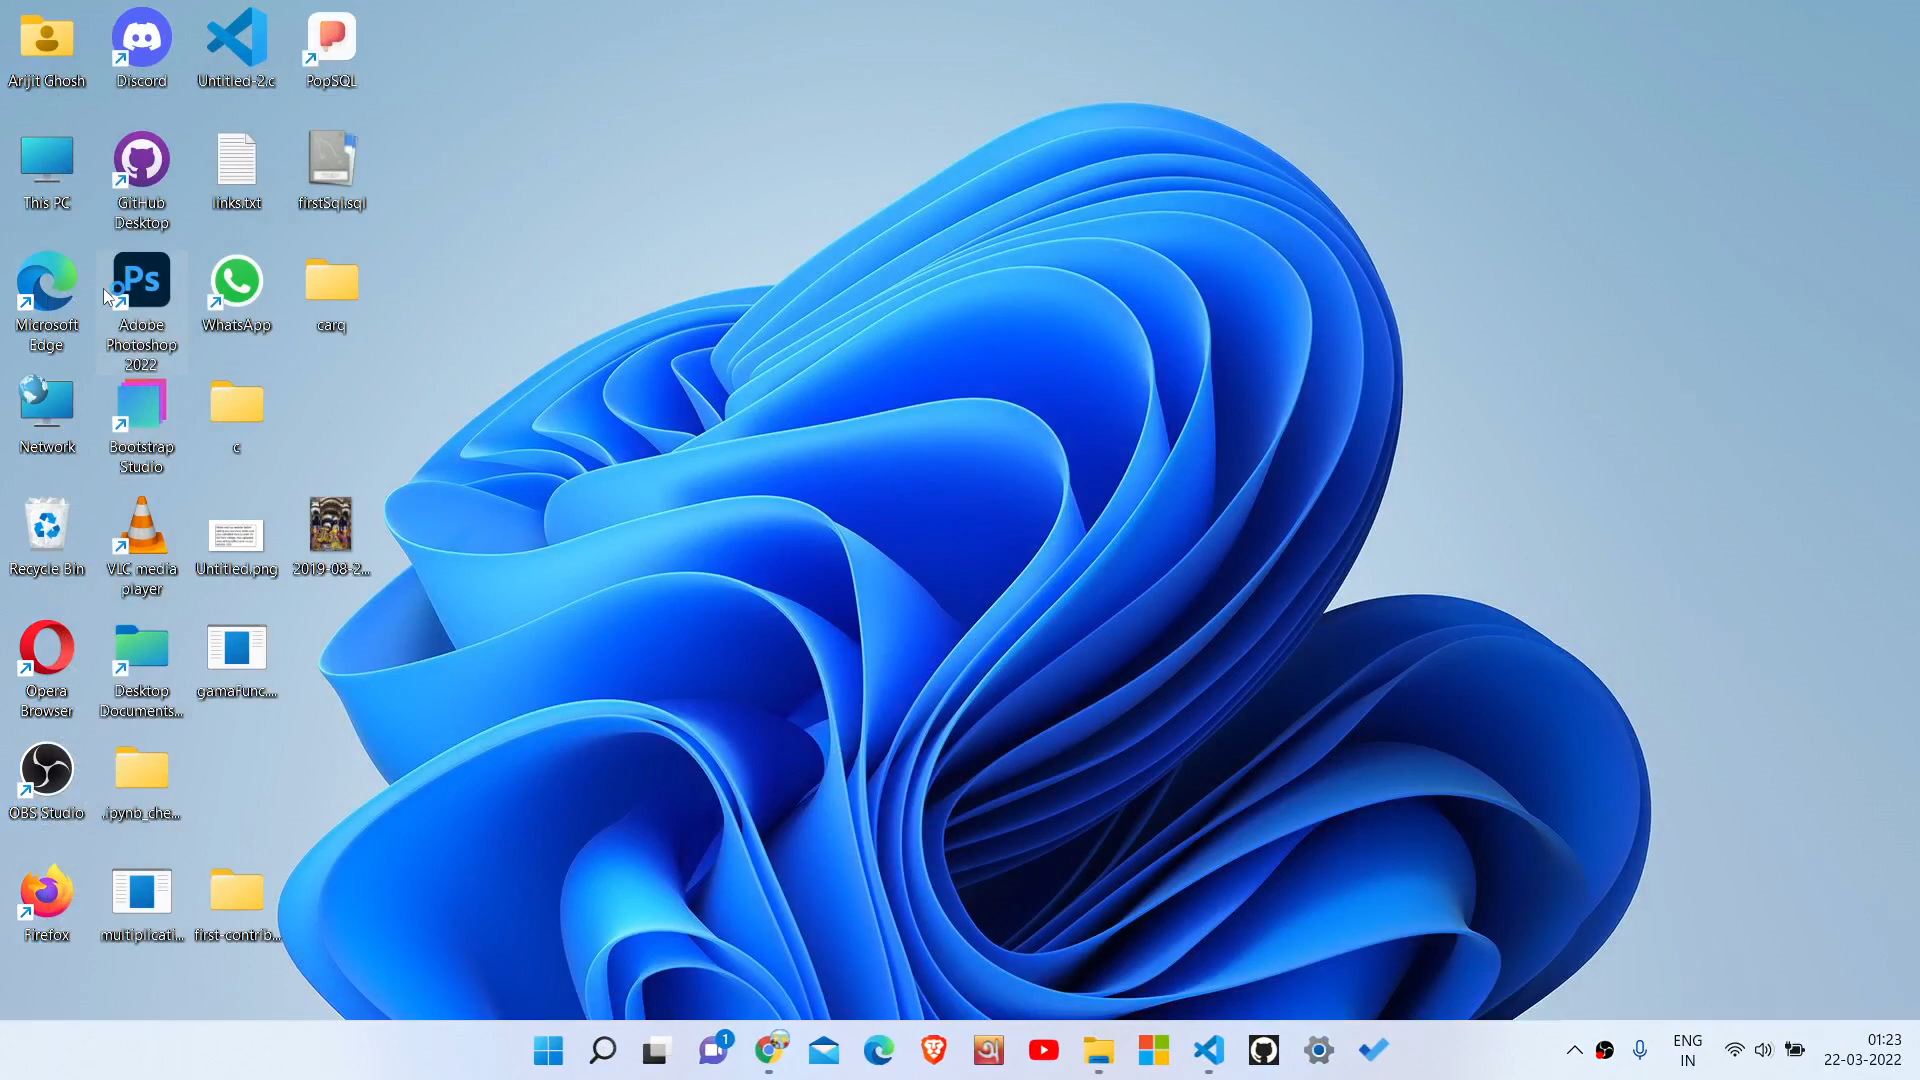 Arijit Ghosh
Discord
Untitled-2.c
PopSQL
This PC
GitHub
Desktop
links.txt
firstSql.sql
Microsoft
Edge
Ps
Adobe
Photoshop
2022
WhatsApp
carq
Network
Bootstrap
Studio
c
Recycle Bin
VLC media
player
Untitled.png
2019-08-2...
Opera
Browser
Desktop
Documents...
gamaFunc....
OBS Studio
.ipynb_che...
Firefox
multiplicati...
first-contrib...
1
অ
ENG
IN
01:23
22-03-2022